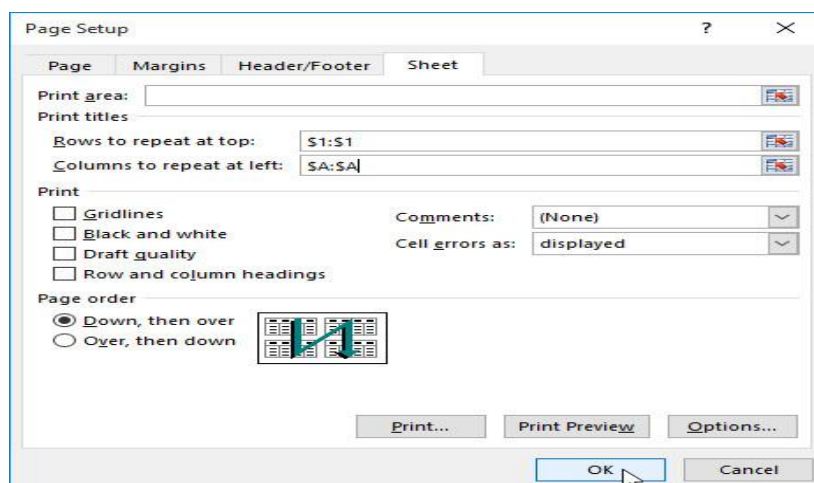 Page Setup ? ×
Page Margins Header/Footer Sheet
Print area:
Print titles
Rows to repeat at top: $1:$1
Columns to repeat at left: $A:$A
Print
Gridlines
Black and white
Draft quality
Row and column headings
Comments: (None)
Cell errors as: displayed
Page order
Down, then over
Over, then down
Print... Print Preview Options...
OK Cancel